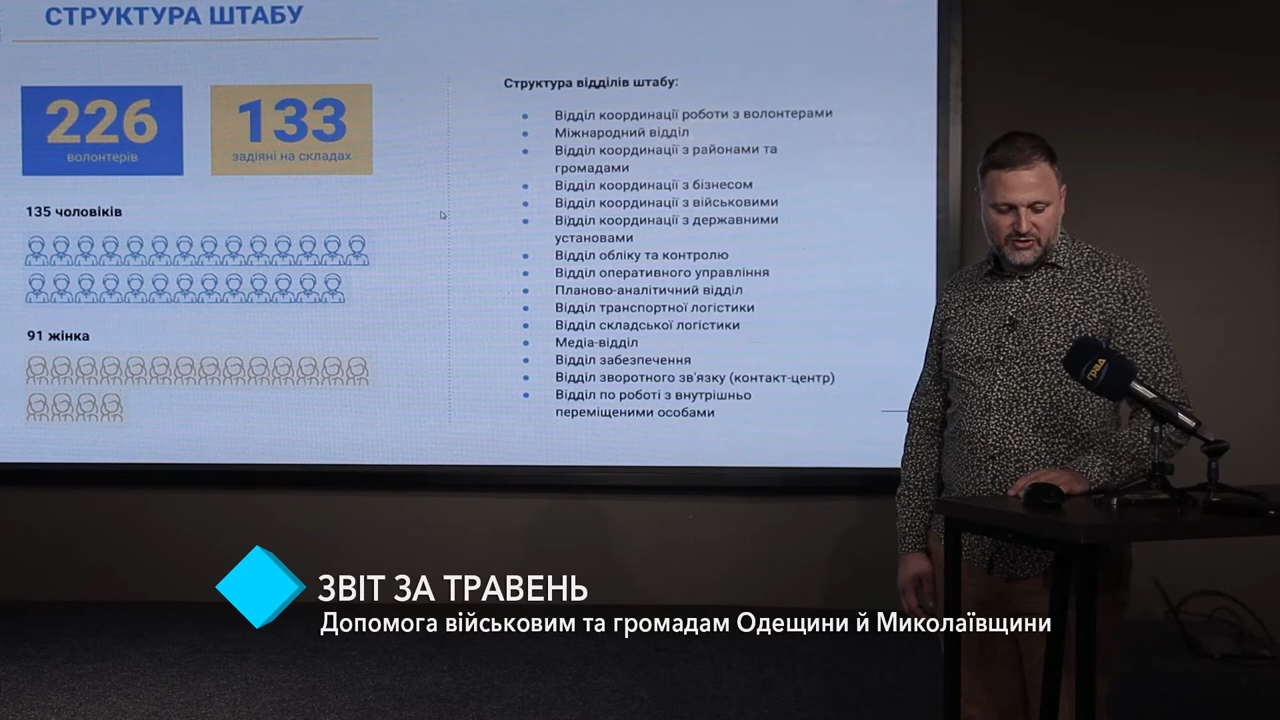 СТРУКТУРА ШТАБУ
226
волонтерів
133
задіяні на складах
135 чоловіків
91 жінка
Структура відділів штабу:
Відділ координації роботи з волонтерами
Міжнародний відділ
Відділ координації з районами та
громадами
Відділ координації з бізнесом
Відділ координації з військовими
Відділ координації з державними
установами
Відділ обліку та контролю
Відділ оперативного управління
Планово-аналітичний відділ
Відділ транспортної логістики
Відділ складської логістики
Медіа-відділ
Відділ забезпечення
Відділ зворотного зв'язку (контакт-центр)
Відділ по роботі з внутрішньо
переміщеними особами
град
ЗВІТ ЗА ТРАВЕНЬ
Допомога військовим та громадам Одещини й Миколаївщини